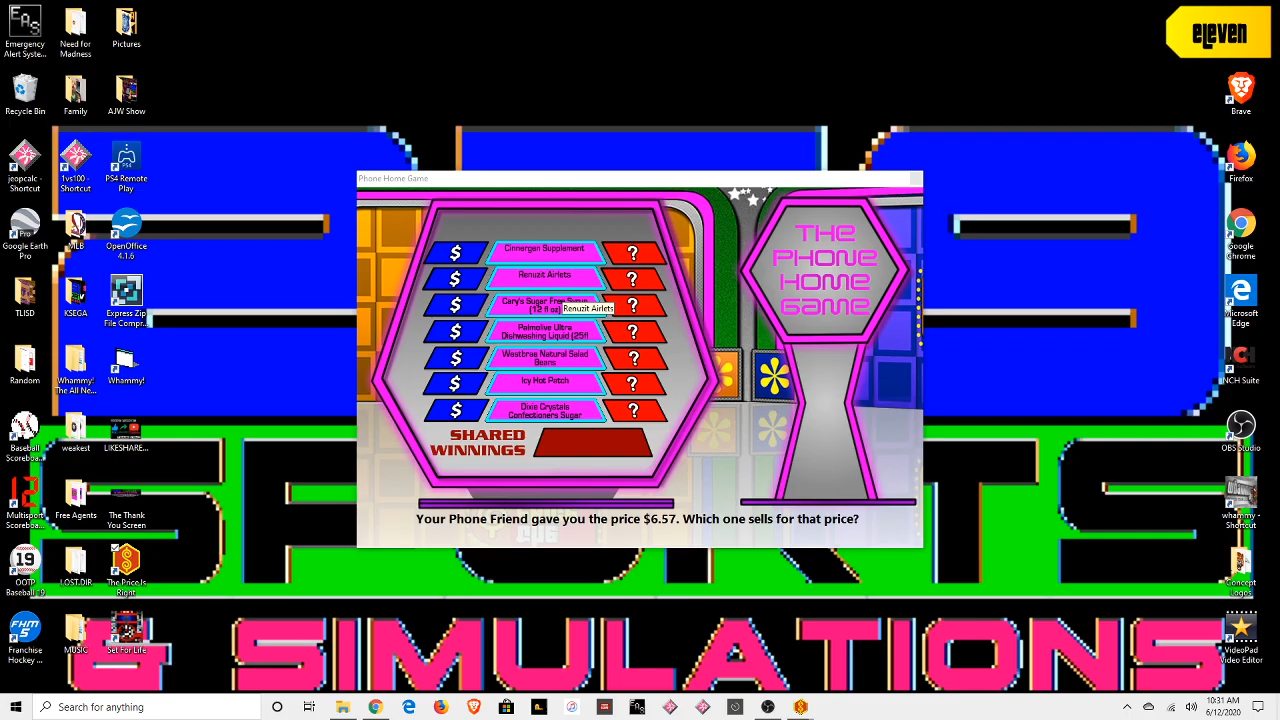 eleven
Emergency
Alert Syste...
Need for
Madness
Pictures
Recycle Bin
Family
AJW Show
Brave
jeoparlc -
Shortcut
1vs100 -
Shortcut
PS4 Remote
Play
Firefox
Google Earth
Pro
MLB
OpenOffice
4.1.6
Google
Chrome
TLISD
KSEGA
Express Zip
File Compr...
Microsoft
Edge
Random
Whammy!
The All Ne...
Whammy!
NCH Suite
Baseball
Scoreboa...
weakest
LIKESHARE...
OBS Studio
Multisport
Scoreboa...
Free Agents
The Thank
You Screen
whammy -
Shortcut
OOTP
Baseball 19
LOST.DIR
The Price Is
Right
Concept
Logos
Franchise
Hockey ...
MUSIC
Set For Life
VideoPad
Video Editor
SPORTS
& SIMULATIONS
Phone Home Game
$ Cinnergen Supplement ?
$ Renuzit Airlets ?
$ Cary's Sugar Free Syrup
(12 fl oz) ?
Renuzit Airlets
$ Palmolive Ultra
Dishwashing Liquid (25fl ?
$ Westbrae Natural Salad
Beans ?
$ Icy Hot Patch ?
$ Dixie Crystals
Confectioners Sugar ?
SHARED
WINNINGS
THE
PHONE
HOME
GAME
Your Phone Friend gave you the price $6.57. Which one sells for that price?
Search for anything
10:31 AM
6/12/2020